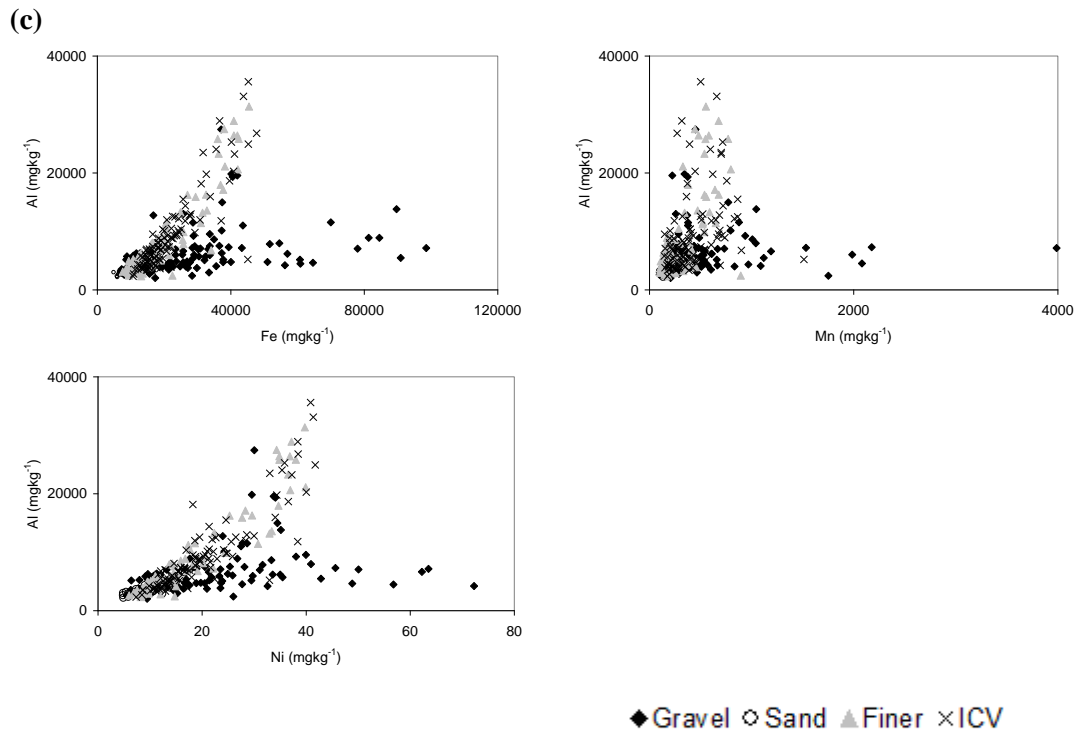 (c)
40000
20000
0
Al (mgkg-1)
0 40000 80000 120000
Fe (mgkg-1)
40000
20000
0
Al (mgkg-1)
0 2000 4000
Mn (mgkg-1)
40000
20000
0
Al (mgkg-1)
0 20 40 60 80
Ni (mgkg-1)
Gravel Sand Finer ICV